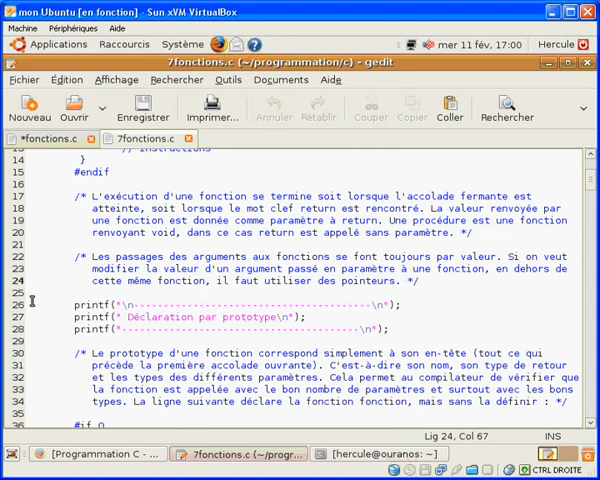 mon Ubuntu [en fonction] - Sun xVM VirtualBox
Machine Périphériques Aide
Applications Raccourcis Système mer 11 fév, 17:00 Hercule
7fonctions.c (~/programmation/c) - gedit
Fichier Édition Affichage Rechercher Outils Documents Aide
Nouveau Ouvrir Enregistrer Imprimer... Annuler Rétablir Couper Copier Coller Rechercher
*fonctions.c 7fonctions.c
13 // Instructions
14 }
15 #endif
16
17 /* L'exécution d'une fonction se termine soit lorsque l'accolade fermante est
18 atteinte, soit lorsque le mot clef return est rencontré. La valeur renvoyée par
19 une fonction est donnée comme paramètre à return. Une procédure est une fonction
20 renvoyant void, dans ce cas return est appelé sans paramètre. */
21
22 /* Les passages des arguments aux fonctions se font toujours par valeur. Si on veut
23 modifier la valeur d'un argument passé en paramètre à une fonction, en dehors de
24 cette même fonction, il faut utiliser des pointeurs. */
25
26 printf("\n---------------------------------------\n");
27 printf(" Déclaration par prototype\n");
28 printf("---------------------------------------\n");
29
30 /* Le prototype d'une fonction correspond simplement à son en-tête (tout ce qui
31 précède la première accolade ouvrante). C'est-à-dire son nom, son type de retour
32 et les types des différents paramètres. Cela permet au compilateur de vérifier que
33 la fonction est appelée avec le bon nombre de paramètres et surtout avec les bons
34 types. La ligne suivante déclare la fonction fonction, mais sans la définir : */
35
36 #if 0
Lig 24, Col 67 INS
[Programmation C - ... 7fonctions.c (~/progr... [hercule@ouranos: ~]
CTRL DROITE